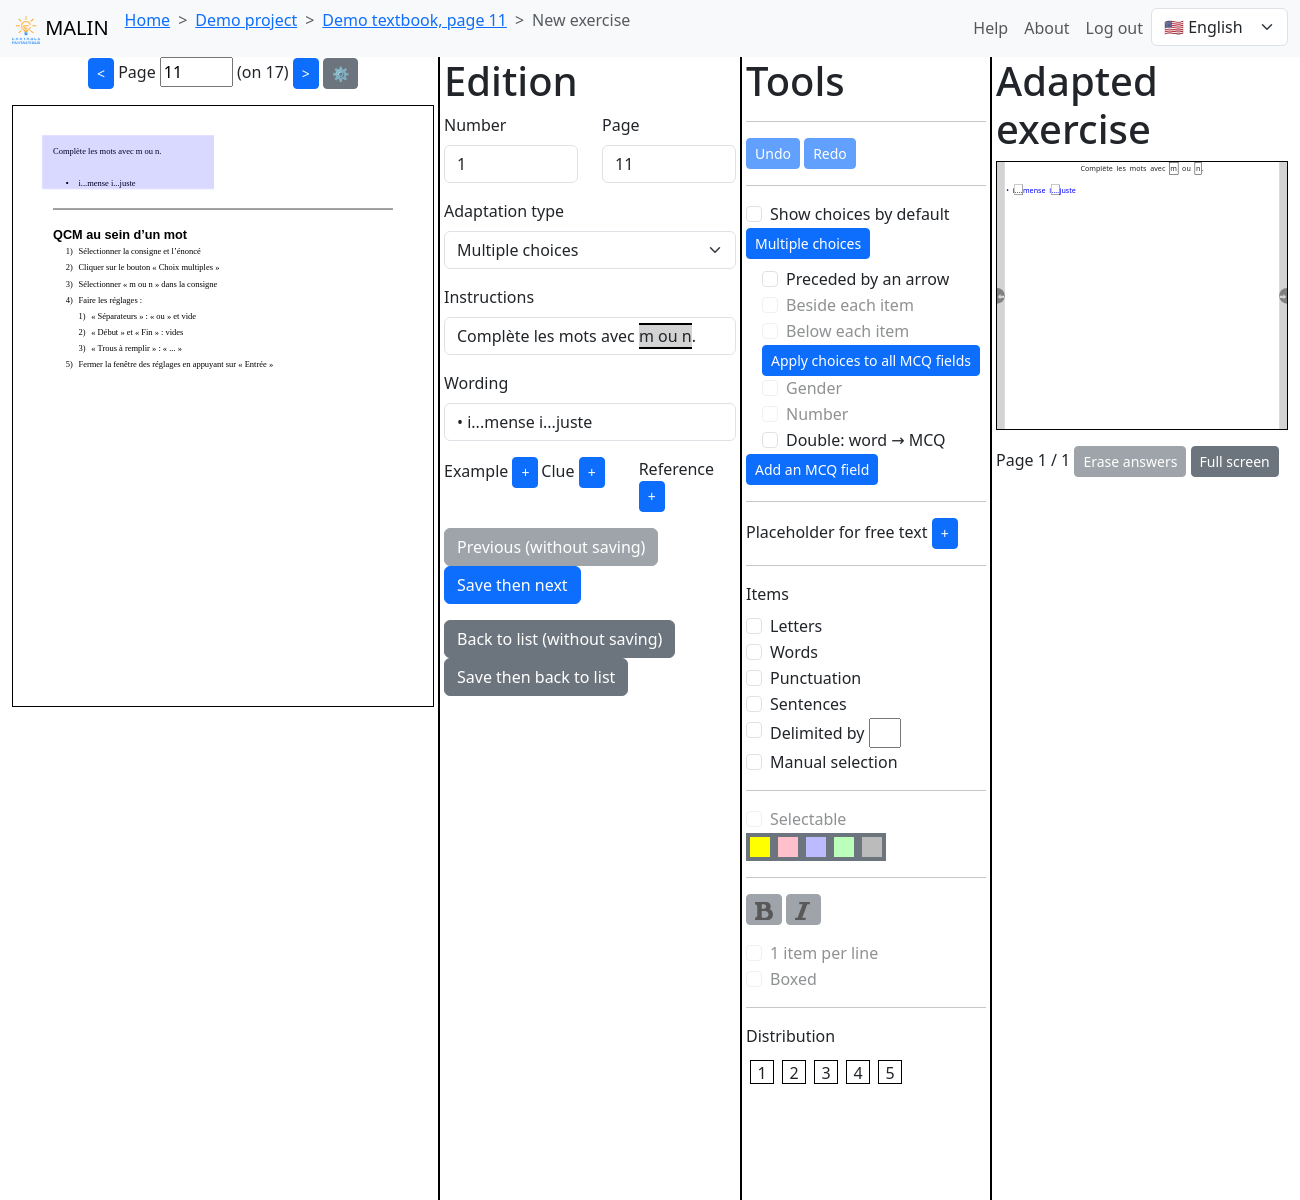 MALIN
Home > Demo project > Demo textbook, page 11 > New exercise
Help About Log out 🇺🇸 English
< Page 11 (on 17) > ⚙️
Complète les mots avec m ou n.
• i...mense i...juste
QCM au sein d’un mot
1) Sélectionner la consigne et l’énoncé
2) Cliquer sur le bouton « Choix multiples »
3) Sélectionner « m ou n » dans la consigne
4) Faire les réglages :
1) « Séparateurs » : « ou » et vide
2) « Début » et « Fin » : vides
3) « Trous à remplir » : « ... »
5) Fermer la fenêtre des réglages en appuyant sur « Entrée »
Edition
Number Page
1 11
Adaptation type
Multiple choices
Instructions
Complète les mots avec m ou n.
Wording
• i...mense i...juste
Example + Clue + Reference
+
Previous (without saving)
Save then next
Back to list (without saving)
Save then back to list
Tools
Undo Redo
Show choices by default
Multiple choices
Preceded by an arrow
Beside each item
Below each item
Apply choices to all MCQ fields
Gender
Number
Double: word → MCQ
Add an MCQ field
Placeholder for free text +
Items
Letters
Words
Punctuation
Sentences
Delimited by
Manual selection
Selectable
B I
1 item per line
Boxed
Distribution
1 2 3 4 5
Adapted
exercise
Complète les mots avec m ou n.
• i...mense i...juste
Page 1 / 1 Erase answers Full screen